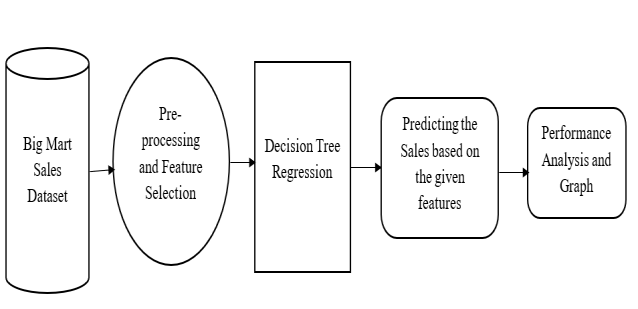 Big Mart
Sales
Dataset
Pre-
processing
and Feature
Selection
Decision Tree
Regression
Predicting the
Sales based on
the given
features
Performance
Analysis and
Graph